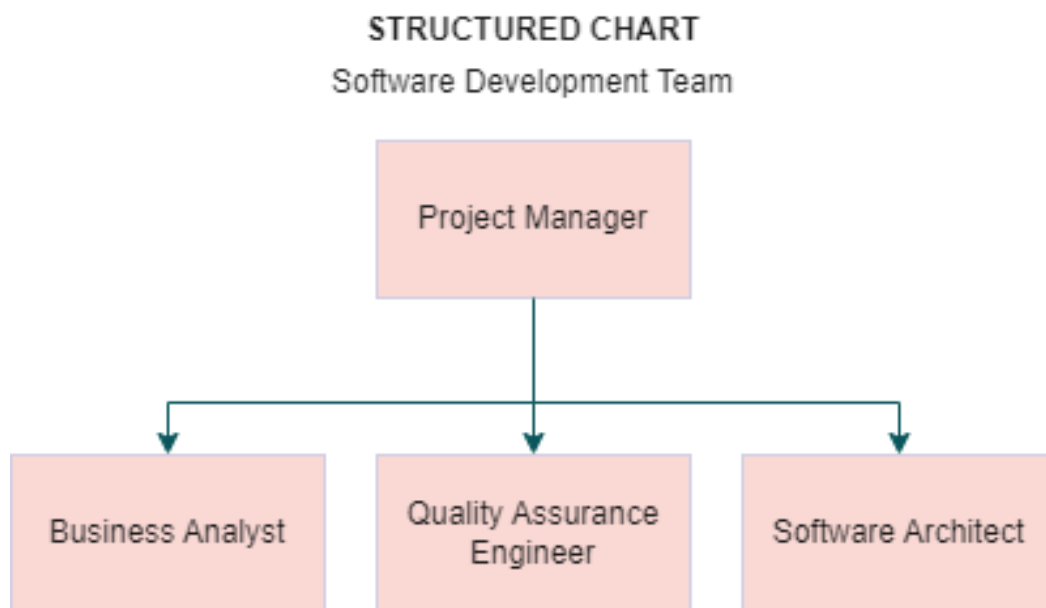 STRUCTURED CHART
Software Development Team
Project Manager
Business Analyst
Quality Assurance
Engineer
Software Architect